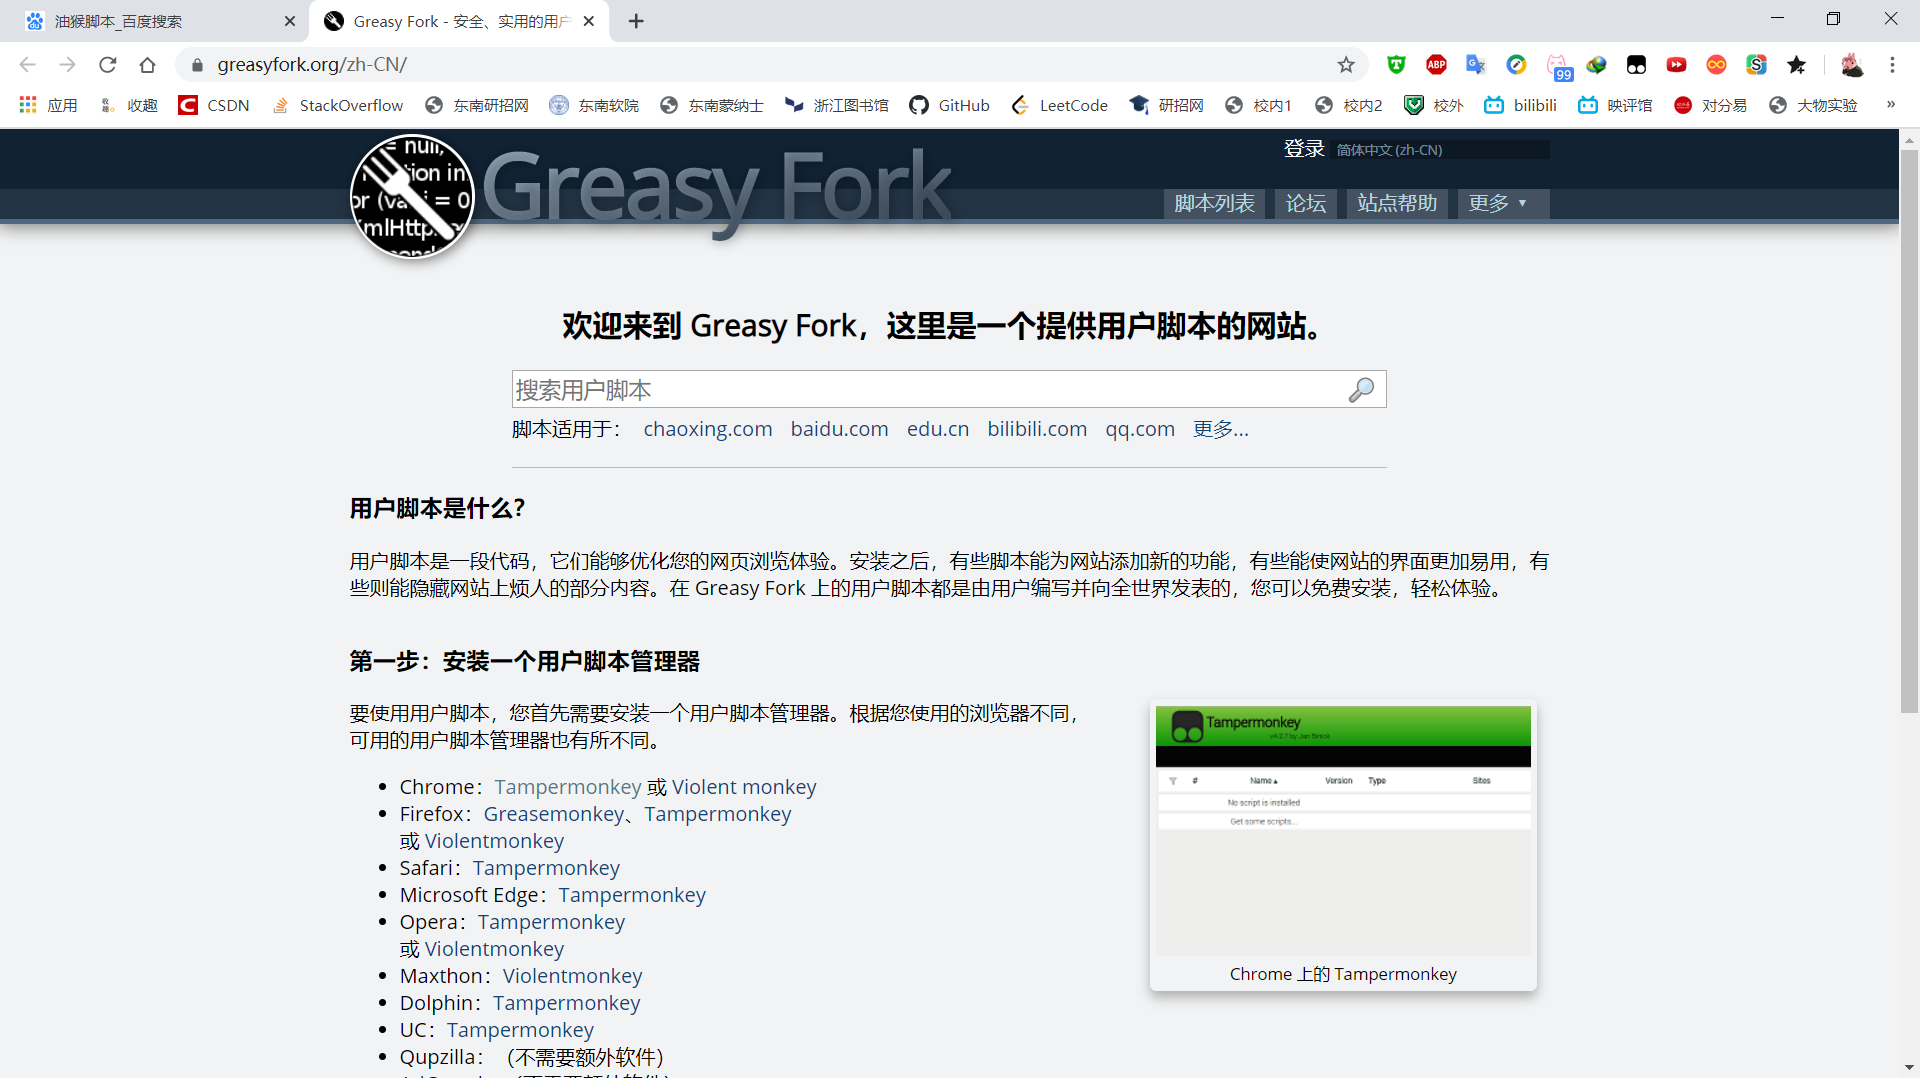 油猴脚本_百度搜索
Greasy Fork - 安全、实用的用户
greasyfork.org/zh-CN/
ABP
99
应用
收趣
CSDN
StackOverflow
东南研招网
东南软院
东南蒙纳士
浙江图书馆
GitHub
LeetCode
研招网
校内1
校内2
校外
bilibili
映评馆
对分易
大物实验
»
= null,
tion in
or (va i = 0
mlHttp
Greasy Fork
登录
简体中文 (zh-CN)
脚本列表
论坛
站点帮助
更多 ▼
欢迎来到 Greasy Fork，这里是一个提供用户脚本的网站。
搜索用户脚本
脚本适用于： chaoxing.com baidu.com edu.cn bilibili.com qq.com 更多...
用户脚本是什么？
用户脚本是一段代码，它们能够优化您的网页浏览体验。安装之后，有些脚本能为网站添加新的功能，有些能使网站的界面更加易用，有
些则能隐藏网站上烦人的部分内容。在 Greasy Fork 上的用户脚本都是由用户编写并向全世界发表的，您可以免费安装，轻松体验。
第一步：安装一个用户脚本管理器
要使用用户脚本，您首先需要安装一个用户脚本管理器。根据您使用的浏览器不同，
可用的用户脚本管理器也有所不同。
Chrome：Tampermonkey 或 Violent monkey
Firefox：Greasemonkey、Tampermonkey
或 Violentmonkey
Safari：Tampermonkey
Microsoft Edge：Tampermonkey
Opera：Tampermonkey
或 Violentmonkey
Maxthon：Violentmonkey
Dolphin：Tampermonkey
UC：Tampermonkey
Qupzilla：（不需要额外软件）
Tampermonkey
v4.2.7 by Jan Biniok
# Name ▴ Version Type Sites
No script is installed
Get some scripts...
Chrome 上的 Tampermonkey